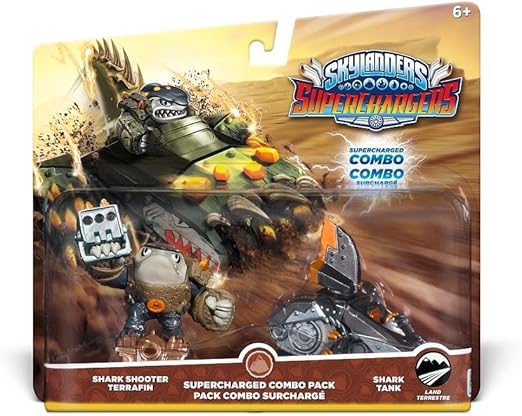 6+
SKYLANDERS
SUPERCHARGERS
SUPERCHARGED
COMBO
COMBO
SURCHARGÉ
SHARK SHOOTER
TERRAFIN
SUPERCHARGED COMBO PACK
PACK COMBO SURCHARGÉ
SHARK
TANK
LAND
TERRESTRE